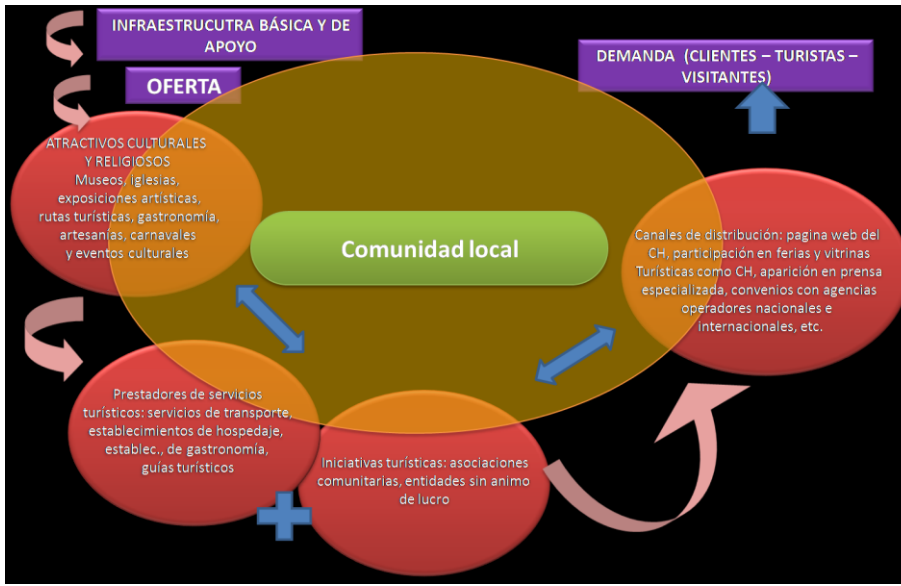 INFRAESTRUCUTRA BÁSICA Y DE
APOYO
OFERTA
DEMANDA (CLIENTES – TURISTAS –
VISITANTES)
ATRACTIVOS CULTURALES
Y RELIGIOSOS
Museos, Iglesias,
exposiciones artísticas,
rutas turísticas, gastronomía,
artesanías, carnavales
y eventos culturales
Comunidad local
Canales de distribución: pagina web del
CH, participación en ferias y vitrinas
Turísticas como CH, aparición en prensa
especializada, convenios con agencias
operadores nacionales e
internacionales, etc.
Prestadores de servicios
turísticos: servicios de transporte,
establecimientos de hospedaje,
establec., de gastronomía,
guías turísticos
Iniciativas turísticas: asociaciones
comunitarias, entidades sin animo
de lucro